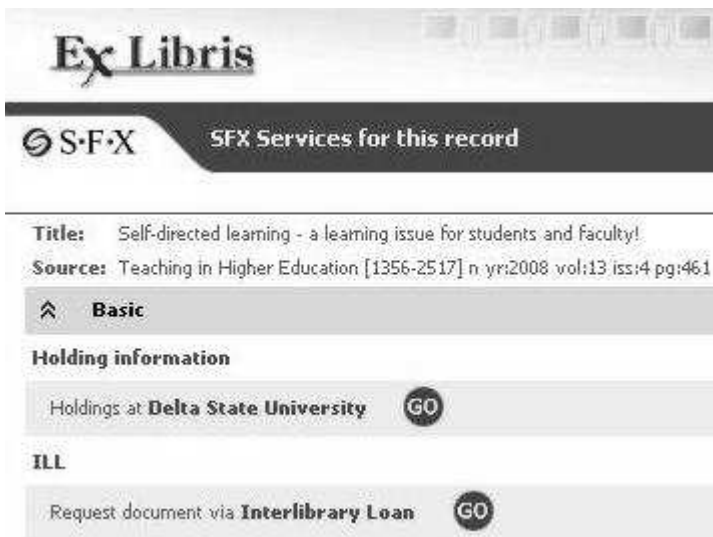 Ex Libris
S·F·X
SFX Services for this record
Title: Self-directed learning - a learning issue for students and faculty!
Source: Teaching in Higher Education [1356-2517] n yr:2008 vol:13 iss:4 pg:461
Basic
Holding information
Holdings at Delta State University GO
ILL
Request document via Interlibrary Loan GO